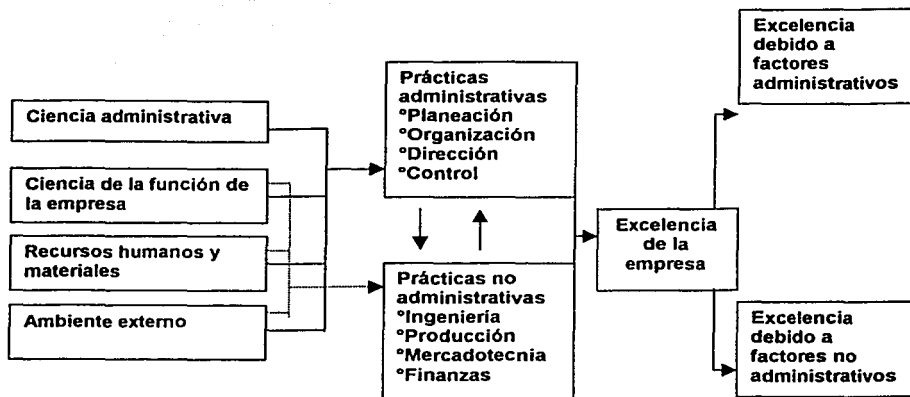 Ciencia administrativa
Ciencia de la función de
la empresa
Recursos humanos y
materiales
Ambiente externo
Prácticas
administrativas
°Planeación
°Organización
°Dirección
°Control
Prácticas no
administrativas
°Ingeniería
°Producción
°Mercadotecnia
°Finanzas
Excelencia
de la
empresa
Excelencia
debido a
factores
administrativos
Excelencia
debido a
factores no
administrativos